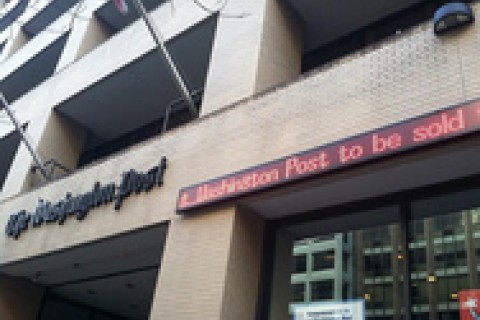 The Washington Post
Washington Post to be sold